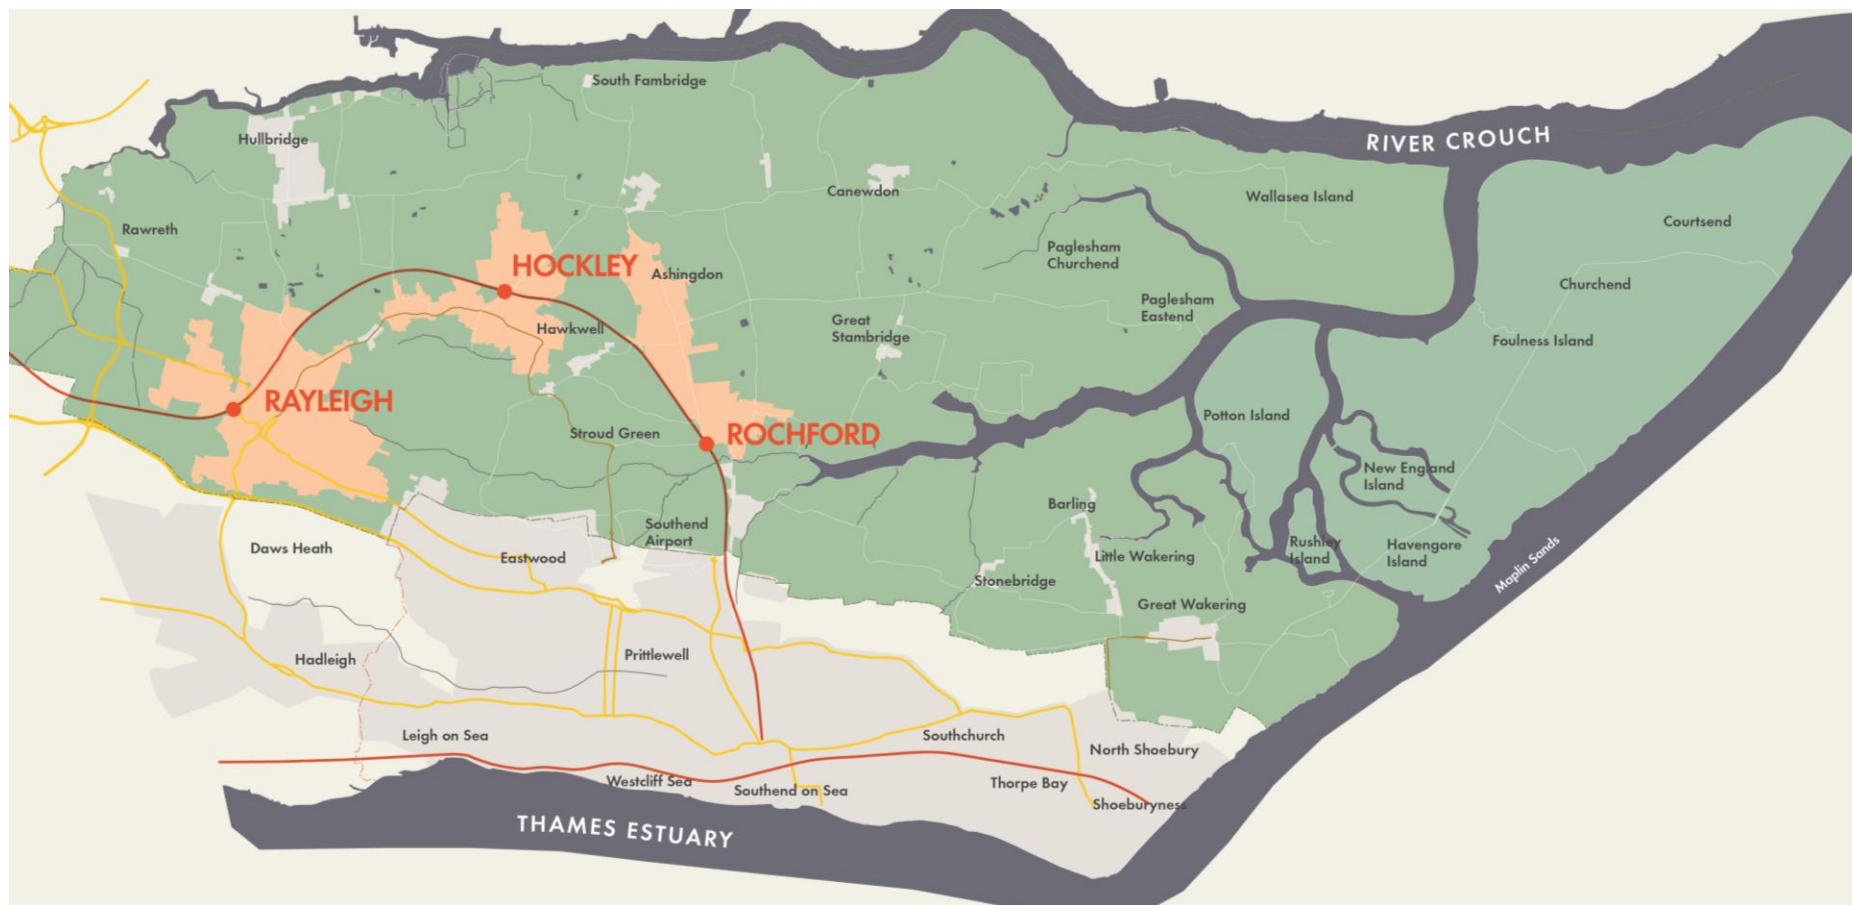 South Fambridge
Hullbridge
RIVER CROUCH
Canewdon
Wallasea Island
Courtsend
Rawreth
Paglesham
Churchend
HOCKLEY
Ashingdon
Churchend
Paglesham
Eastend
Hawkwell
Great
Stambridge
Foulness Island
RAYLEIGH
Potton Island
Stroud Green
ROCHFORD
New England
Island
Barling
Southend
Airport
Daws Heath
Eastwood
Little Wakering
Rushley
Island
Havengore
Island
Maplin Sands
Stonebridge
Great Wakering
Hadleigh
Prittlewell
Leigh on Sea
Southchurch
North Shoebury
Westcliff Sea
Southend on Sea
Thorpe Bay
Shoeburyness
THAMES ESTUARY